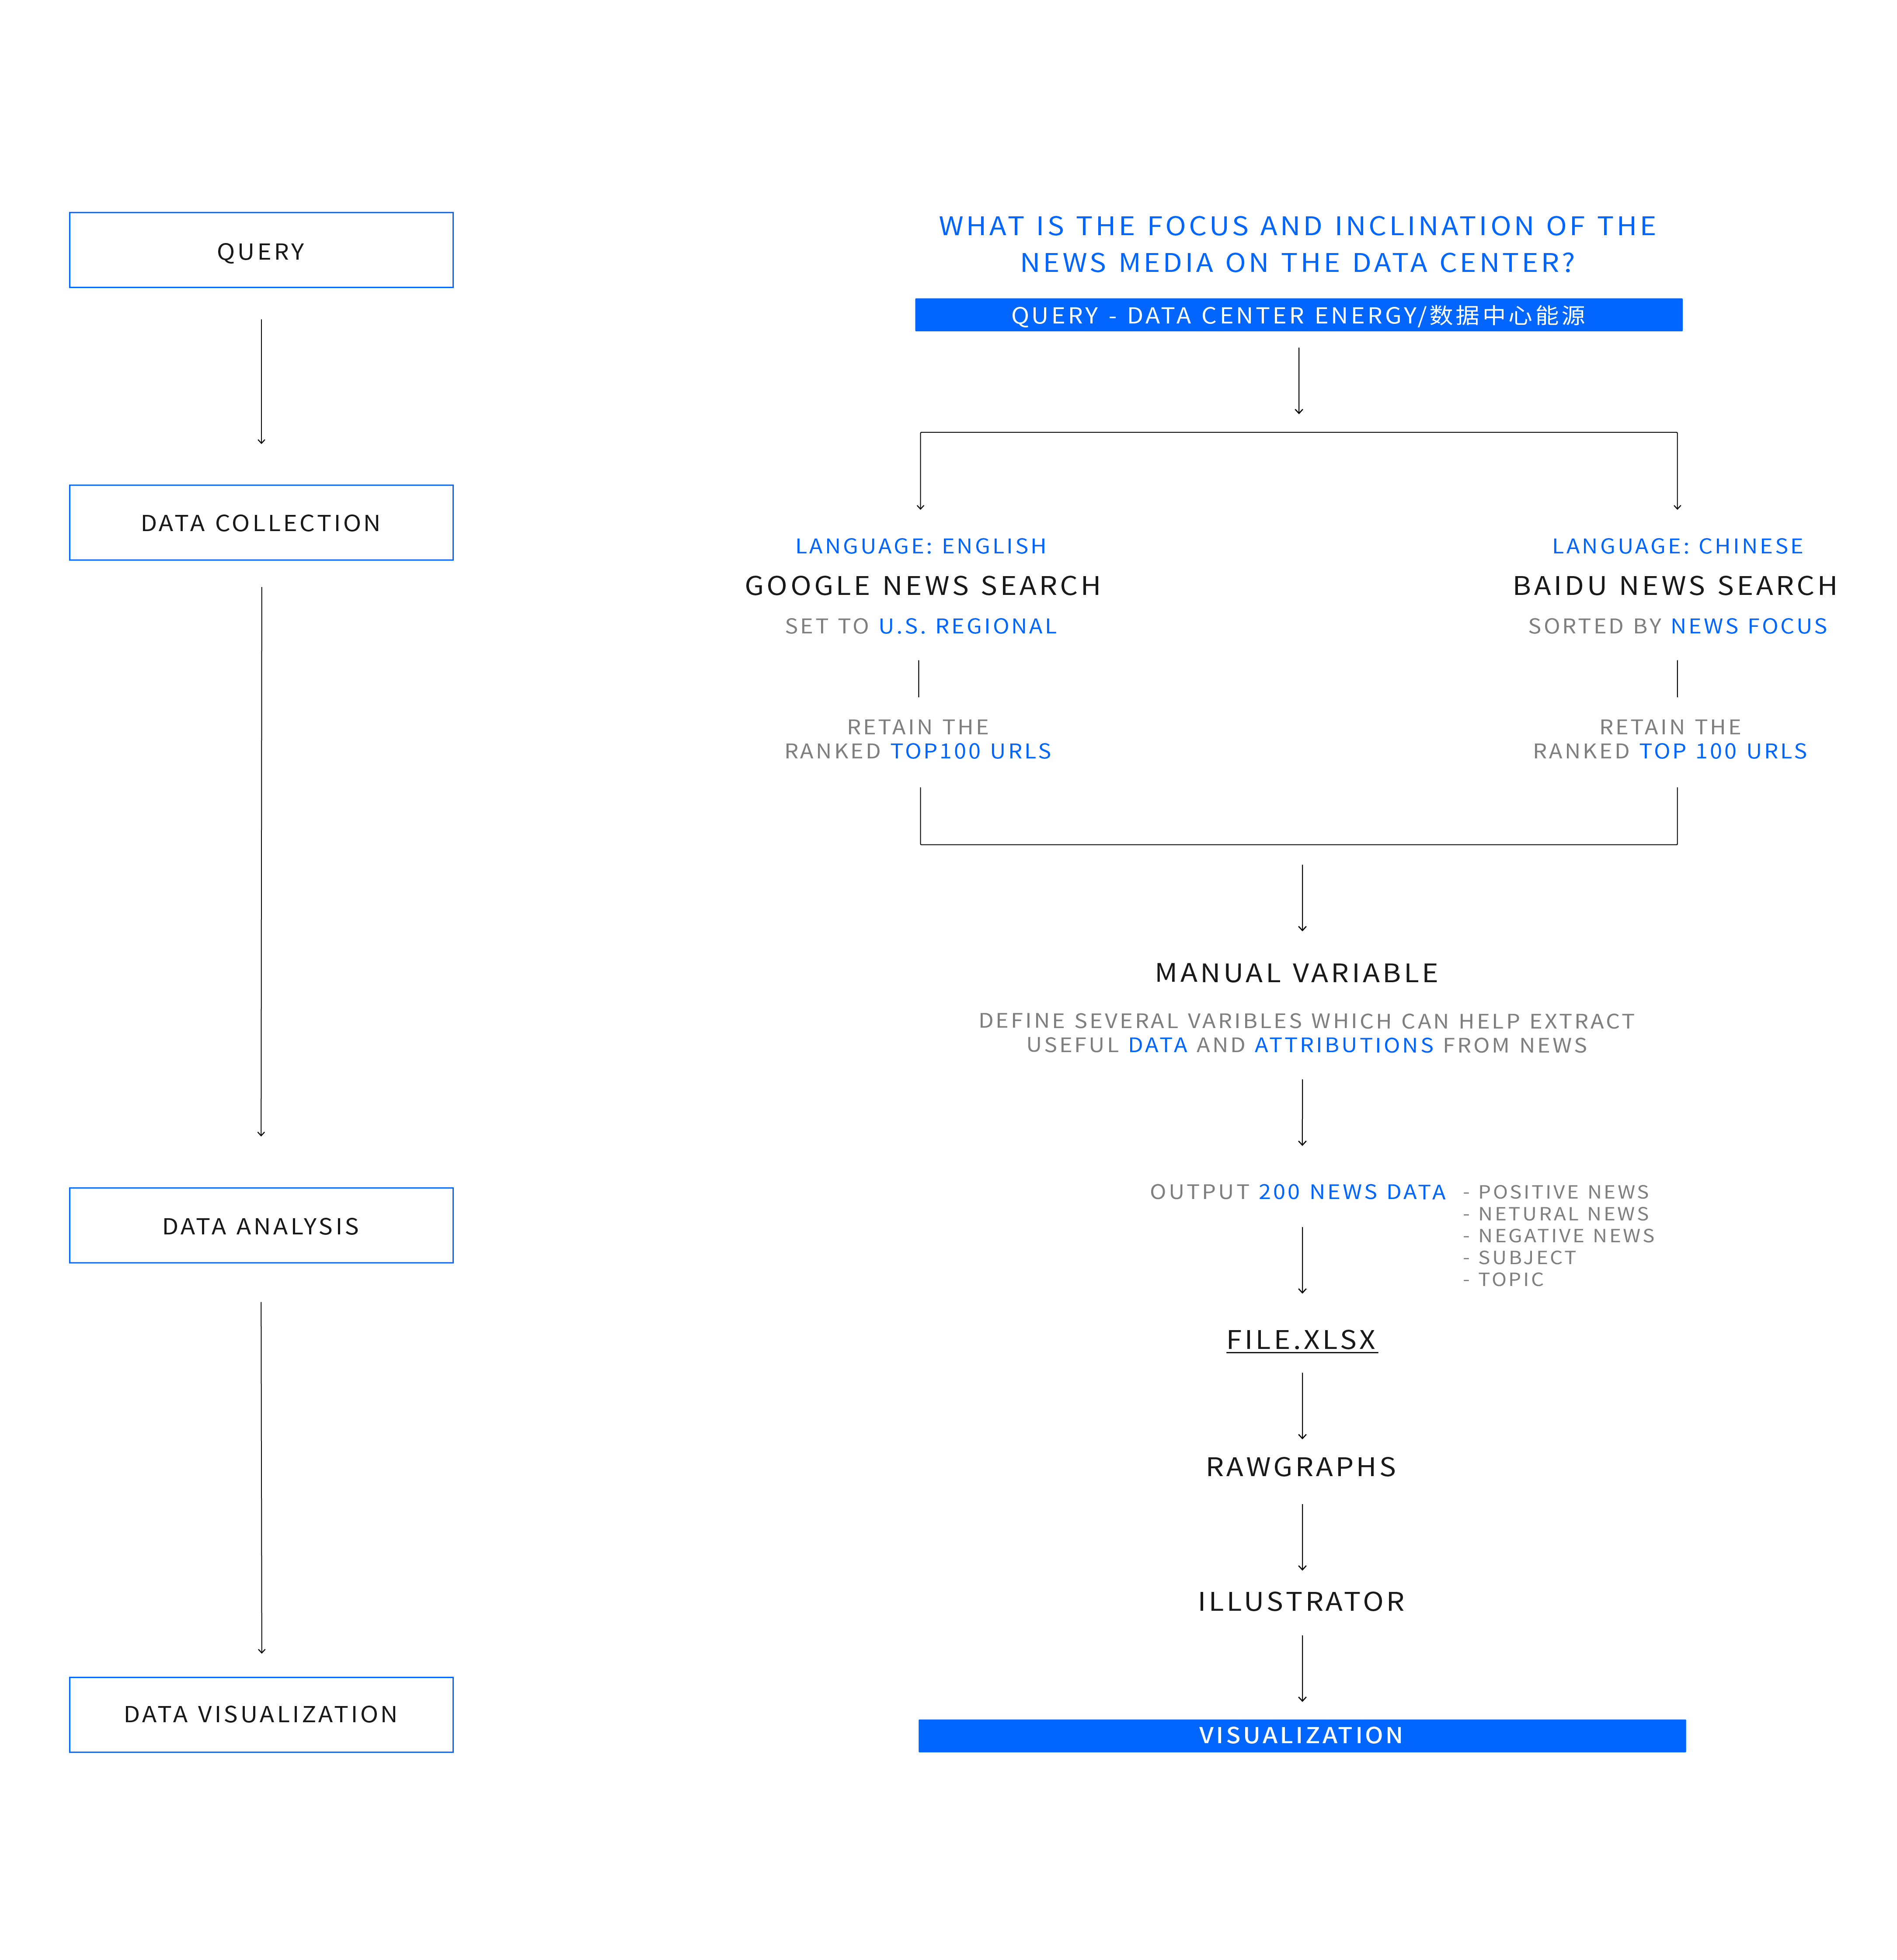 QUERY
WHAT IS THE FOCUS AND INCLINATION OF THE
NEWS MEDIA ON THE DATA CENTER?
QUERY - DATA CENTER ENERGY/数据中心能源
DATA COLLECTION
LANGUAGE: ENGLISH
GOOGLE NEWS SEARCH
SET TO U.S. REGIONAL
RETAIN THE
RANKED TOP100 URLS
LANGUAGE: CHINESE
BAIDU NEWS SEARCH
SORTED BY NEWS FOCUS
RETAIN THE
RANKED TOP 100 URLS
MANUAL VARIABLE
DEFINE SEVERAL VARIBLES WHICH CAN HELP EXTRACT
USEFUL DATA AND ATTRIBUTIONS FROM NEWS
DATA ANALYSIS
OUTPUT 200 NEWS DATA
- POSITIVE NEWS
- NETURAL NEWS
- NEGATIVE NEWS
- SUBJECT
- TOPIC
FILE.XLSX
RAWGRAPHS
ILLUSTRATOR
DATA VISUALIZATION
VISUALIZATION